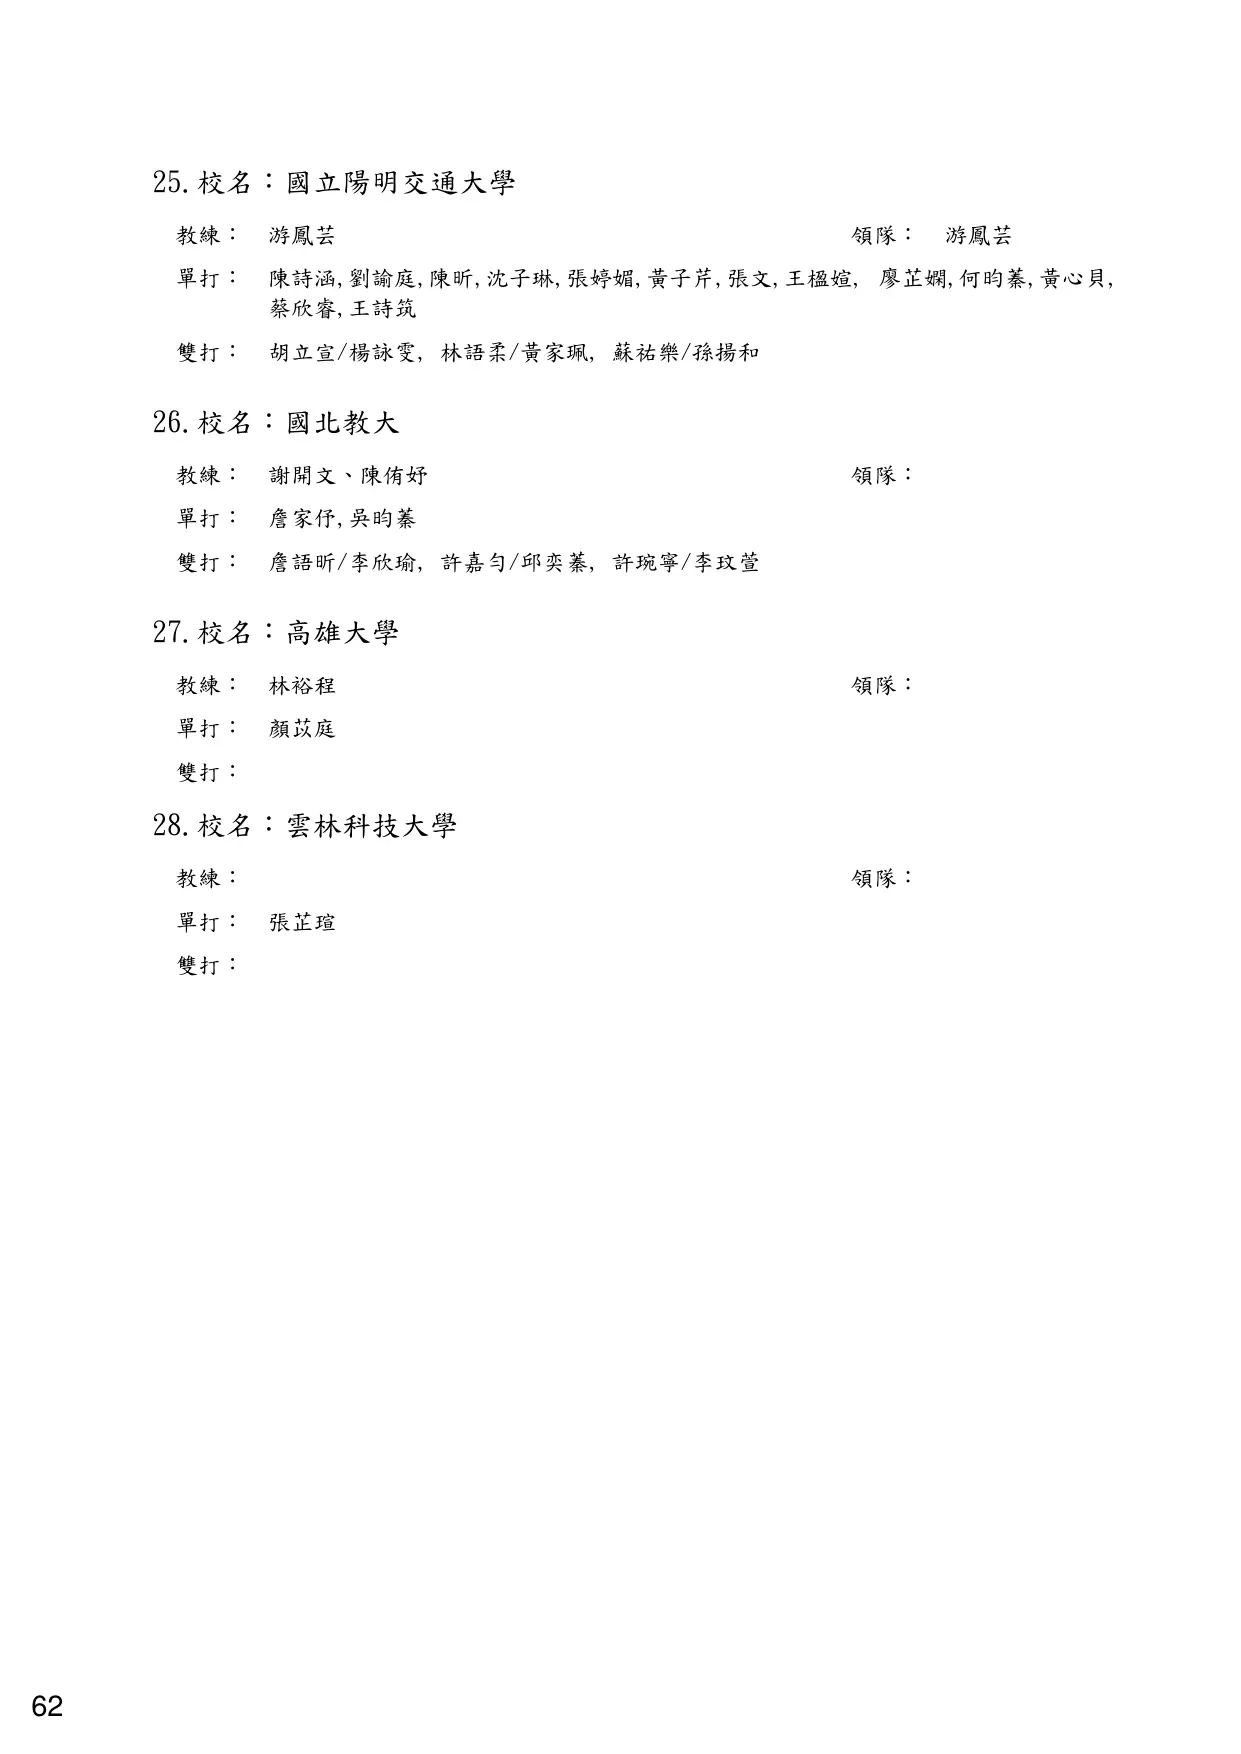 25.校名：國立陽明交通大學
教練： 游鳳芸 領隊： 游鳳芸
單打： 陳詩涵,劉諭庭,陳昕,沈子琳,張婷媚,黃子芹,張文,王楹媗, 廖芷嫻,何昀蓁,黃心貝,
蔡欣睿,王詩筑
雙打： 胡立宣/楊詠雯, 林語柔/黃家珮, 蘇祐樂/孫揚和
26.校名：國北教大
教練： 謝開文、陳侑妤 領隊：
單打： 詹家伃,吳昀蓁
雙打： 詹語昕/李欣瑜, 許嘉勻/邱奕蓁, 許琬寧/李玟萱
27.校名：高雄大學
教練： 林裕程 領隊：
單打： 顏苡庭
雙打：
28.校名：雲林科技大學
教練： 領隊：
單打： 張芷瑄
雙打：
62